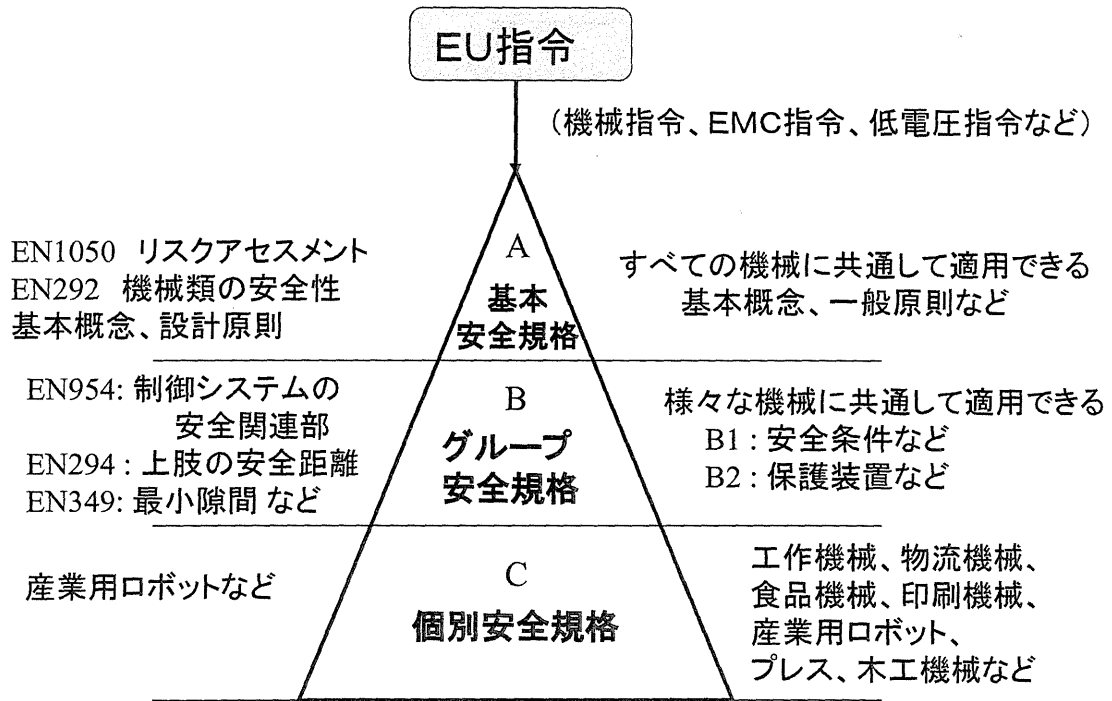 EU指令
(機械指令、EMC指令、低電圧指令など)
EN1050 リスクアセスメント
EN292 機械類の安全性
基本概念、設計原則
A
基本
安全規格
すべての機械に共通して適用できる
基本概念、一般原則など
EN954: 制御システムの
安全関連部
EN294 : 上肢の安全距離
EN349: 最小隙間 など
B
グループ
安全規格
様々な機械に共通して適用できる
B1 : 安全条件など
B2 : 保護装置など
産業用ロボットなど
C
個別安全規格
工作機械、物流機械、
食品機械、印刷機械、
産業用ロボット、
プレス、木工機械など